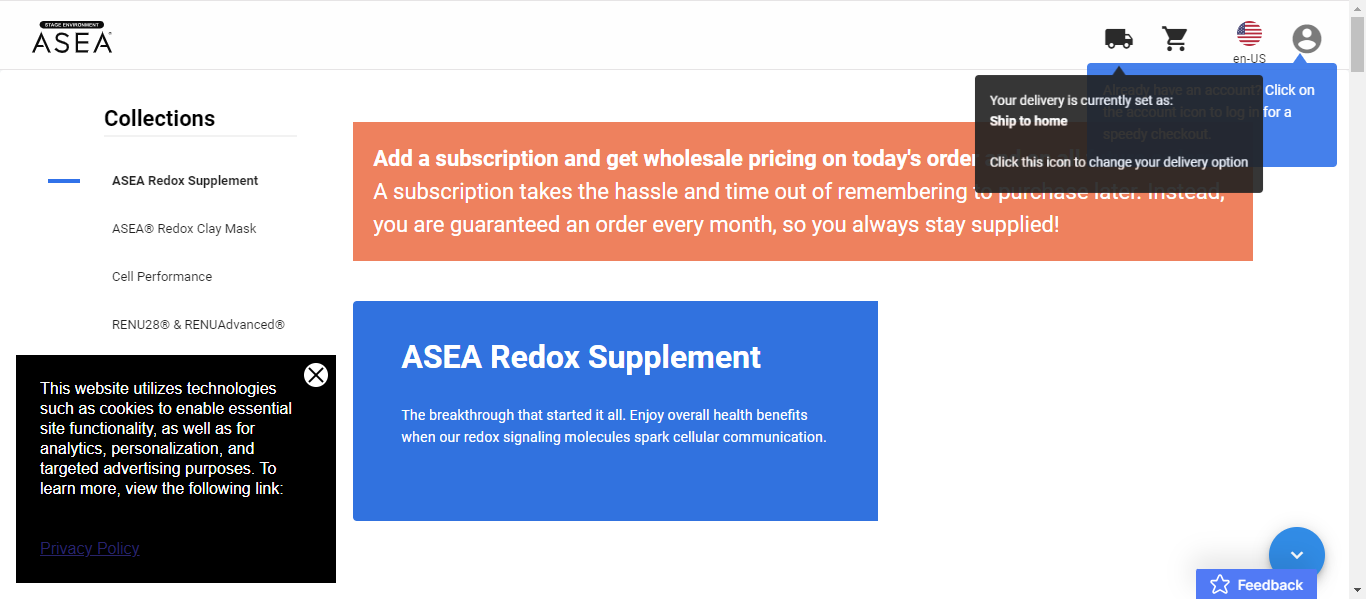 STAGE ENVIRONMENT
ASEA
en-US
Already have an account? Click on
the account icon to log in for a
speedy checkout.
Your delivery is currently set as:
Ship to home
Click this icon to change your delivery option
Collections
ASEA Redox Supplement
ASEA® Redox Clay Mask
Cell Performance
RENU28® & RENUAdvanced®
Add a subscription and get wholesale pricing on today's order
A subscription takes the hassle and time out of remembering to purchase later. Instead,
you are guaranteed an order every month, so you always stay supplied!
ASEA Redox Supplement
The breakthrough that started it all. Enjoy overall health benefits
when our redox signaling molecules spark cellular communication.
This website utilizes technologies
such as cookies to enable essential
site functionality, as well as for
analytics, personalization, and
targeted advertising purposes. To
learn more, view the following link:
Privacy Policy
Feedback